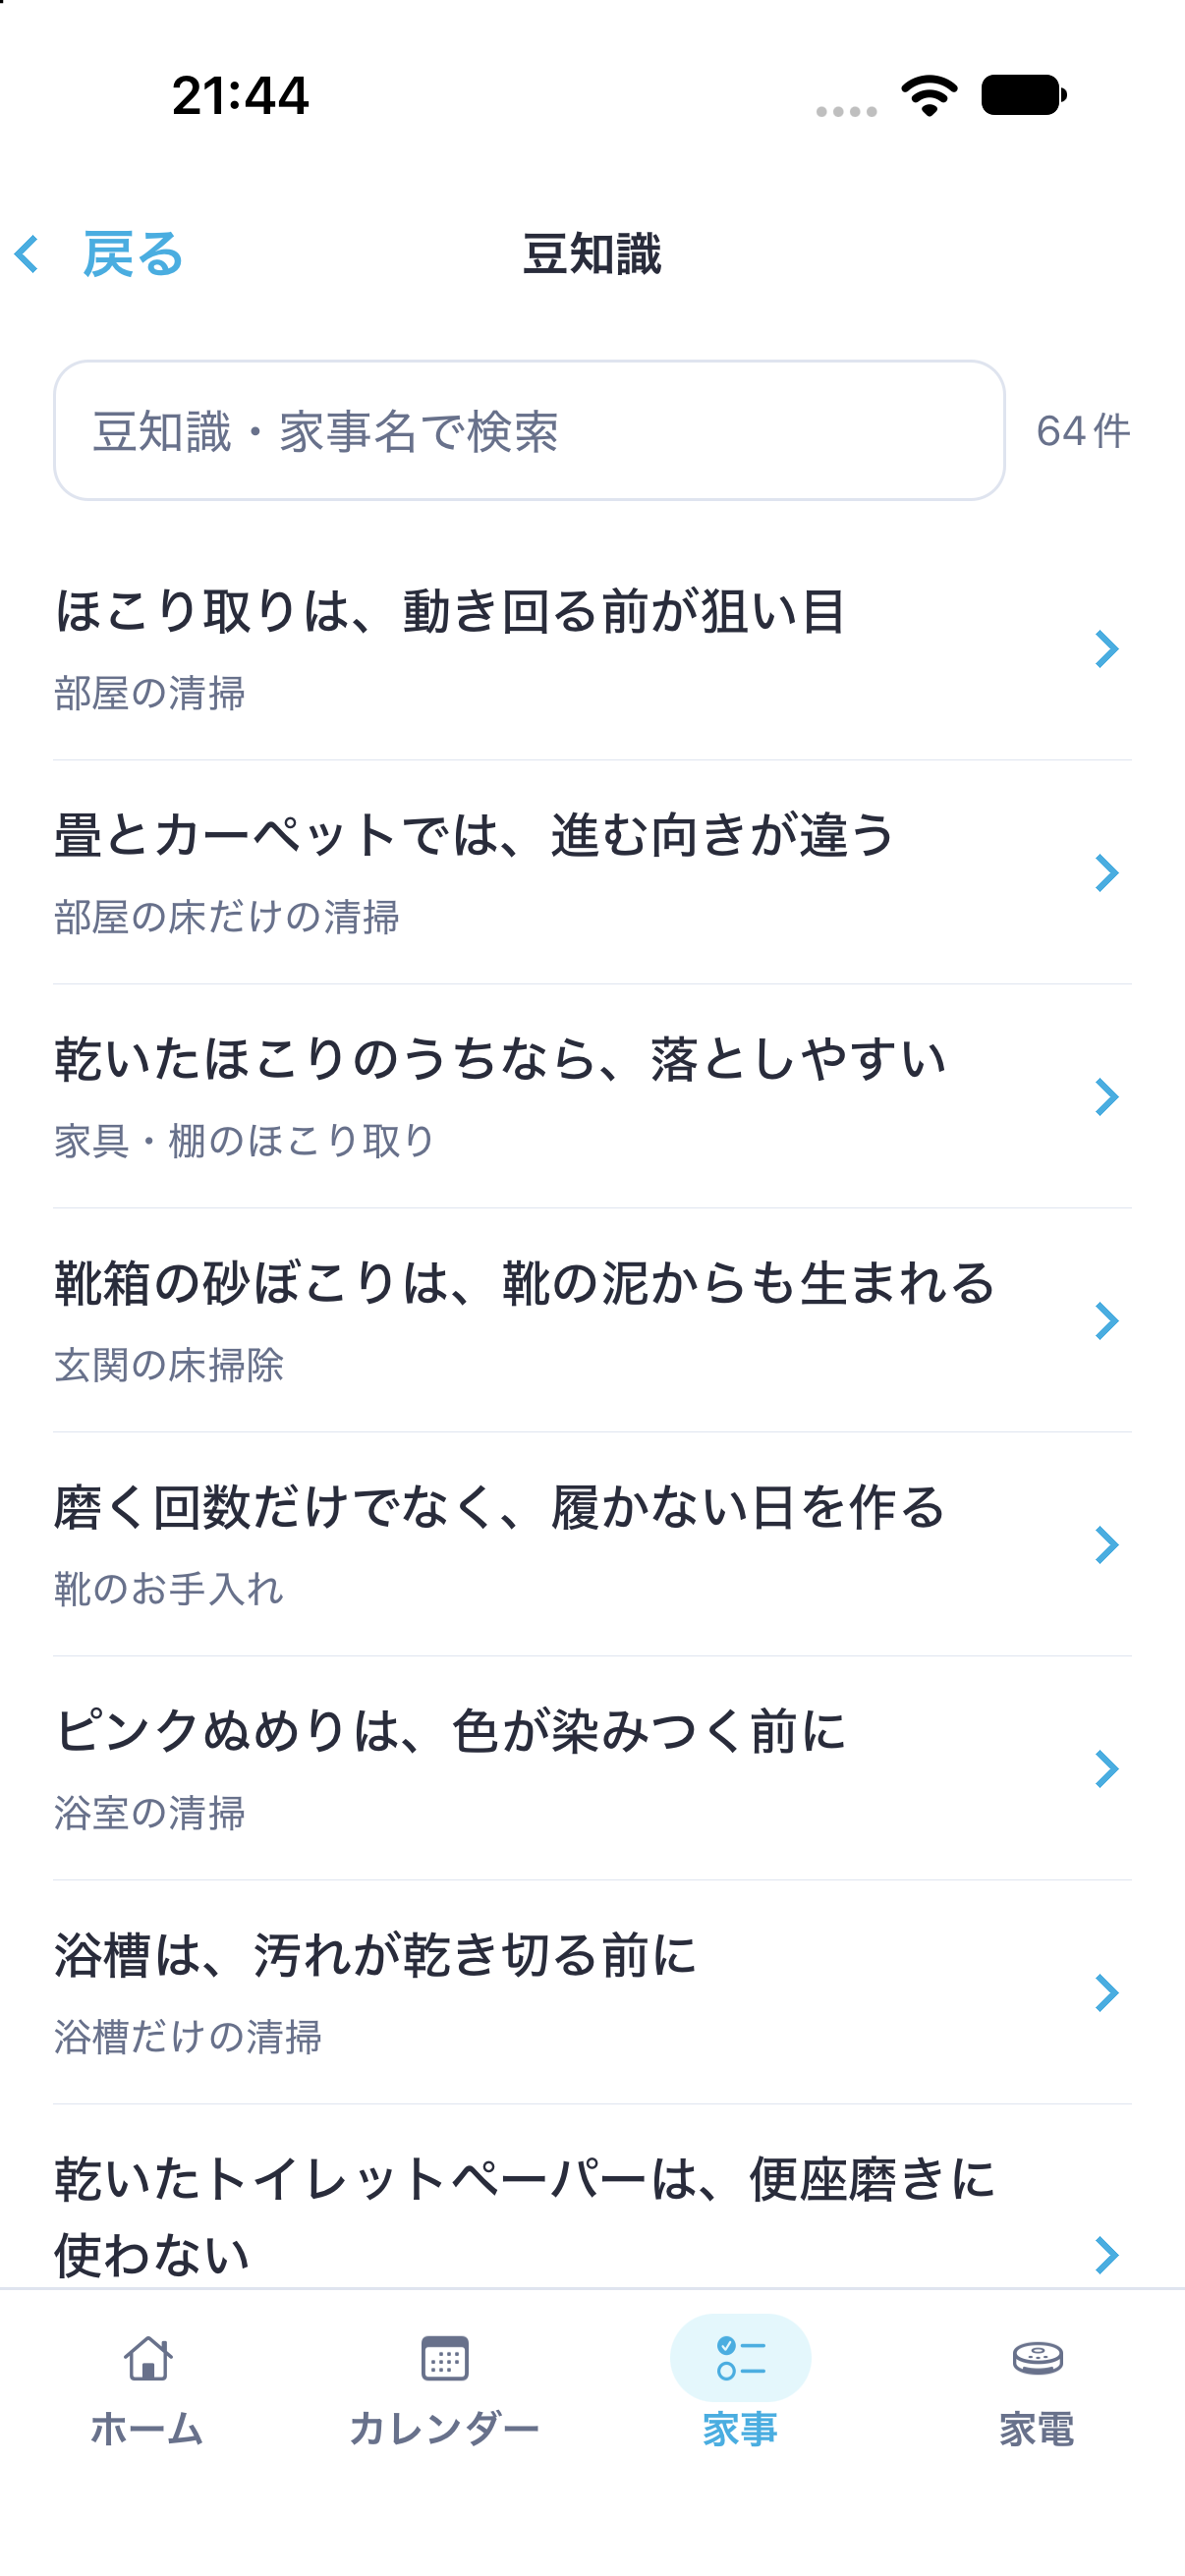 21:44
戻る
豆知識
豆知識・家事名で検索
64件
ほこり取りは、動き回る前が狙い目
部屋の清掃
畳とカーペットでは、進む向きが違う
部屋の床だけの清掃
乾いたほこりのうちなら、落としやすい
家具・棚のほこり取り
靴箱の砂ぼこりは、靴の泥からも生まれる
玄関の床掃除
磨く回数だけでなく、履かない日を作る
靴のお手入れ
ピンクぬめりは、色が染みつく前に
浴室の清掃
浴槽は、汚れが乾き切る前に
浴槽だけの清掃
乾いたトイレットペーパーは、便座磨きに
使わない
ホーム
カレンダー
家事
家電